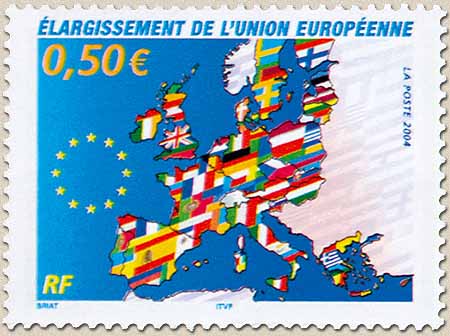 ÉLARGISSEMENT DE L'UNION EUROPÉENNE
0,50 €
LA POSTE 2004
RF
BRIAT
ITVF